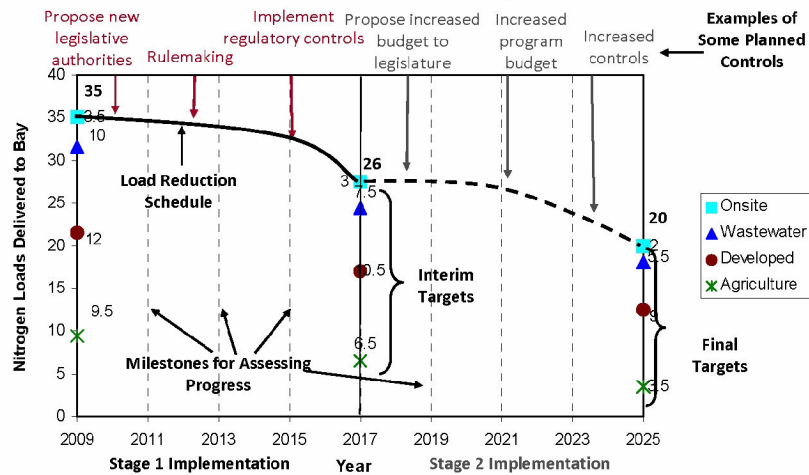 Propose new
legislative
authorities
Rulemaking
Implement
regulatory controls
Propose increased
budget to
legislature
Increased
program
budget
Increased
controls
Examples of
Some Planned
Controls
Nitrogen Loads Delivered to Bay
40
35
30
25
20
15
10
5
0
35
3.5
10
12
9.5
Load Reduction
Schedule
26
3
7.5
0.5
6.5
Interim
Targets
20
2
5.5
9
3.5
Final
Targets
Milestones for Assessing
Progress
Onsite
Wastewater
Developed
Agriculture
2009
2011
2013
2015
2017
2019
2021
2023
2025
Stage 1 Implementation
Year
Stage 2 Implementation